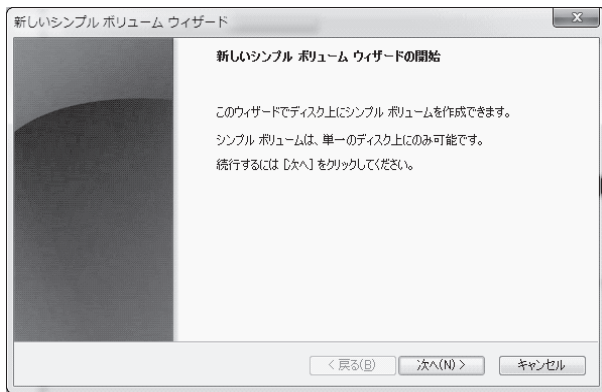 新しいシンプル ボリューム ウィザード
新しいシンプル ボリューム ウィザードの開始
このウィザードでディスク上にシンプル ボリュームを作成できます。
シンプル ボリュームは、単一のディスク上にのみ可能です。
続行するには [次へ] をクリックしてください。
< 戻る(B) 次へ(N) > キャンセル